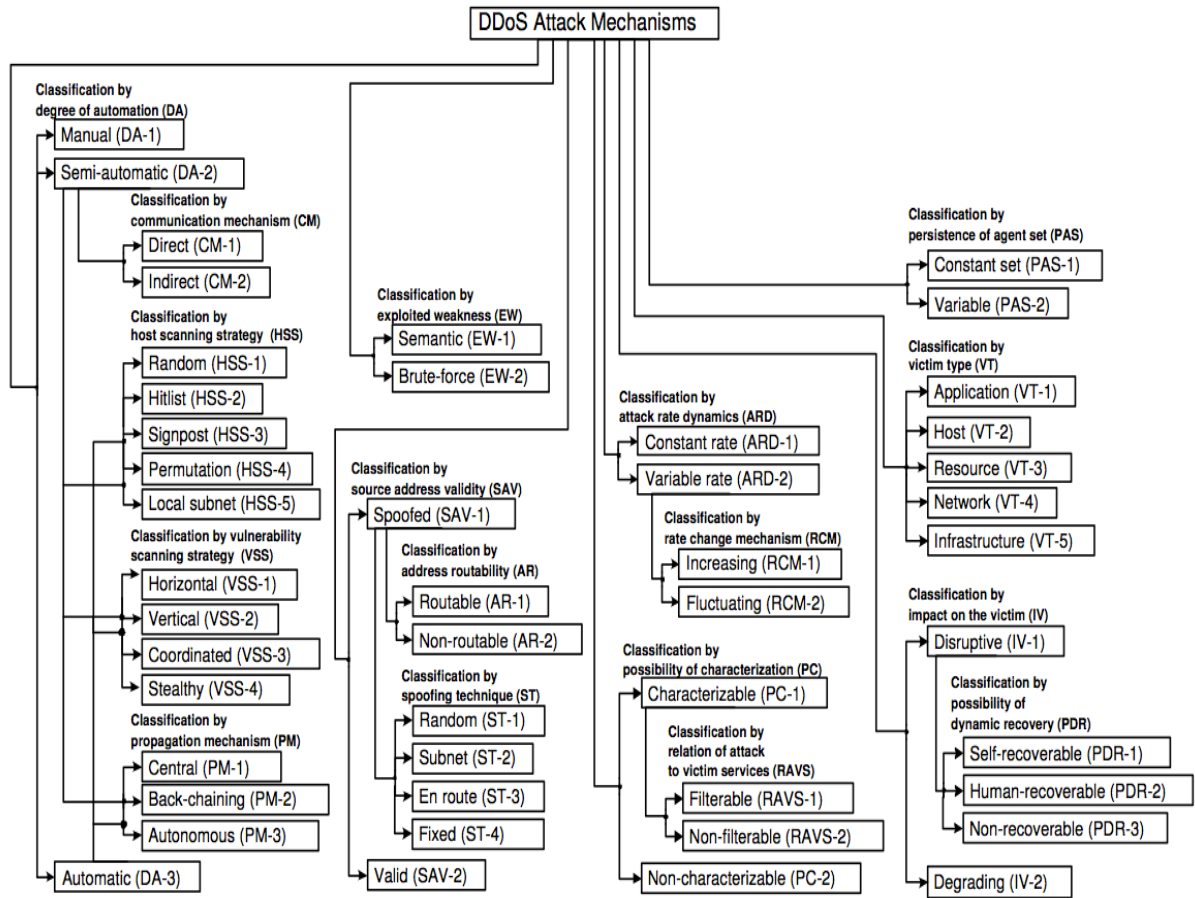 DDoS Attack Mechanisms
Classification by
degree of automation (DA)
Manual (DA-1)
Semi-automatic (DA-2)
Classification by
communication mechanism (CM)
Direct (CM-1)
Indirect (CM-2)
Classification by
host scanning strategy (HSS)
Random (HSS-1)
Hitlist (HSS-2)
Signpost (HSS-3)
Permutation (HSS-4)
Local subnet (HSS-5)
Classification by vulnerability
scanning strategy (VSS)
Horizontal (VSS-1)
Vertical (VSS-2)
Coordinated (VSS-3)
Stealthy (VSS-4)
Classification by
propagation mechanism (PM)
Central (PM-1)
Back-chaining (PM-2)
Autonomous (PM-3)
Automatic (DA-3)
Classification by
exploited weakness (EW)
Semantic (EW-1)
Brute-force (EW-2)
Classification by
source address validity (SAV)
Spoofed (SAV-1)
Classification by
address routability (AR)
Routable (AR-1)
Non-routable (AR-2)
Classification by
spoofing technique (ST)
Random (ST-1)
Subnet (ST-2)
En route (ST-3)
Fixed (ST-4)
Valid (SAV-2)
Classification by
attack rate dynamics (ARD)
Constant rate (ARD-1)
Variable rate (ARD-2)
Classification by
rate change mechanism (RCM)
Increasing (RCM-1)
Fluctuating (RCM-2)
Classification by
possibility of characterization (PC)
Characterizable (PC-1)
Classification by
relation of attack
to victim services (RAVS)
Filterable (RAVS-1)
Non-filterable (RAVS-2)
Non-characterizable (PC-2)
Classification by
persistence of agent set (PAS)
Constant set (PAS-1)
Variable (PAS-2)
Classification by
victim type (VT)
Application (VT-1)
Host (VT-2)
Resource (VT-3)
Network (VT-4)
Infrastructure (VT-5)
Classification by
impact on the victim (IV)
Disruptive (IV-1)
Classification by
possibility of
dynamic recovery (PDR)
Self-recoverable (PDR-1)
Human-recoverable (PDR-2)
Non-recoverable (PDR-3)
Degrading (IV-2)